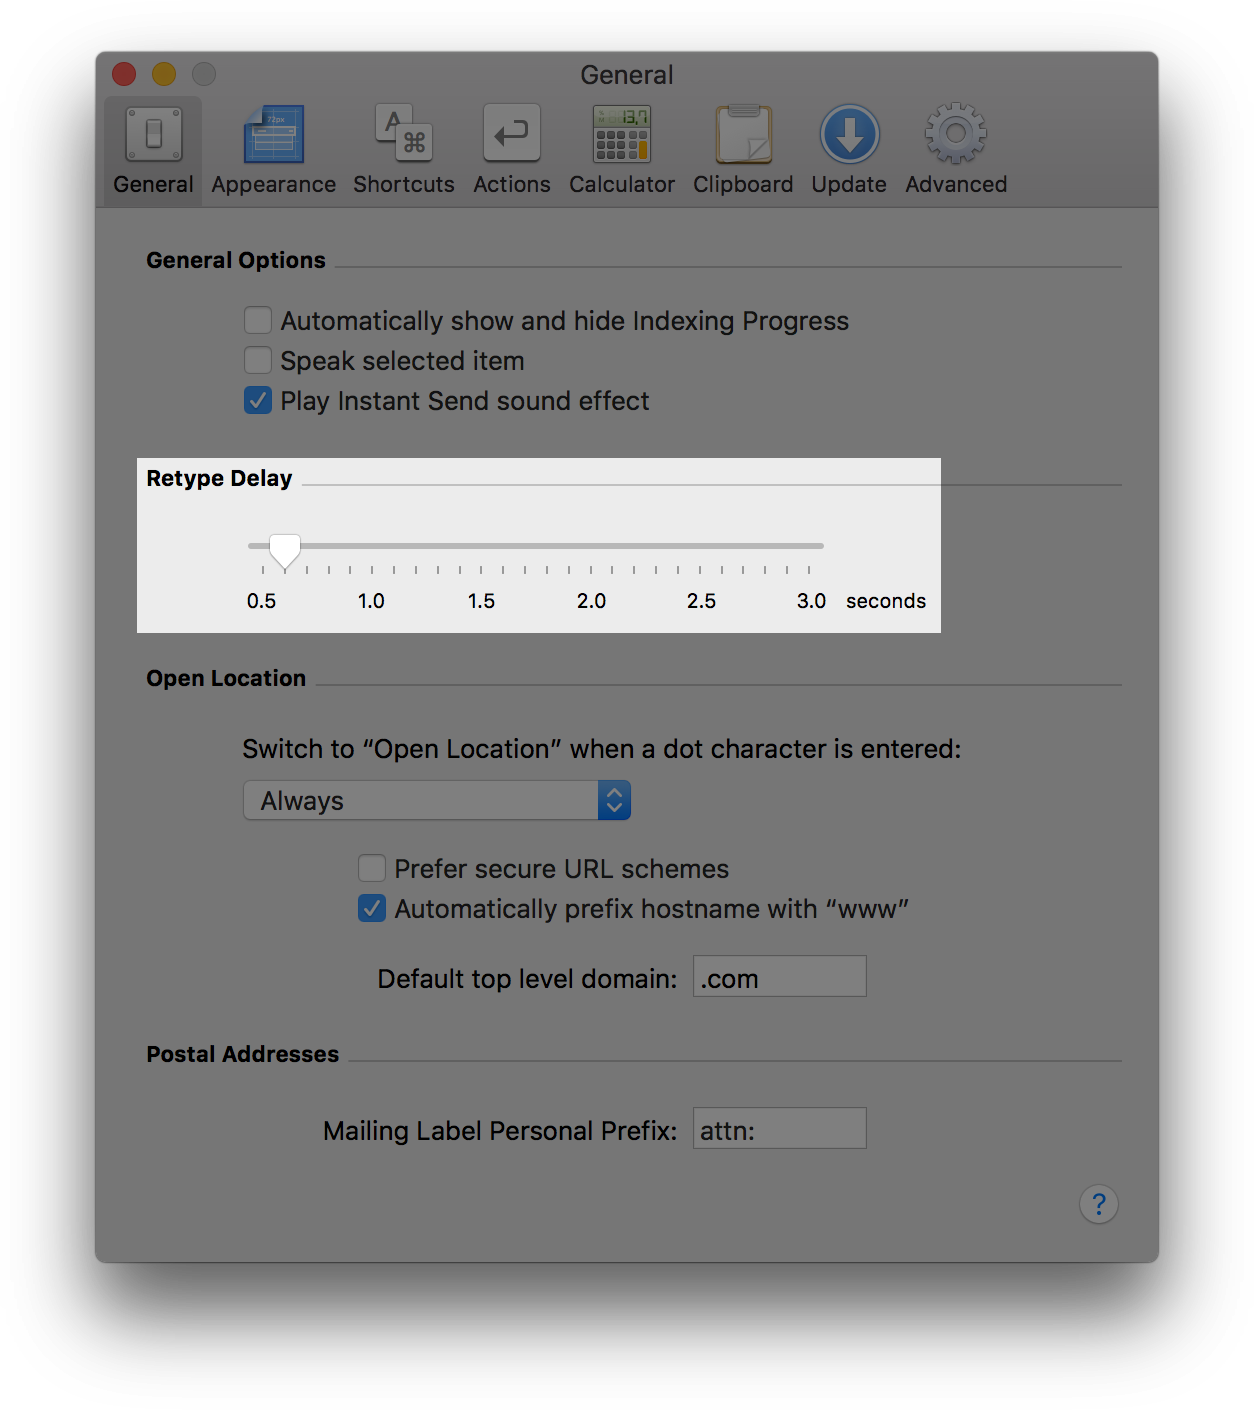 General
72px
A
⌘
13,7
General Appearance Shortcuts Actions Calculator Clipboard Update Advanced
General Options
Automatically show and hide Indexing Progress
Speak selected item
Play Instant Send sound effect
Retype Delay
0.5 1.0 1.5 2.0 2.5 3.0 seconds
Open Location
Switch to “Open Location” when a dot character is entered:
Always
Prefer secure URL schemes
Automatically prefix hostname with “www”
Default top level domain: .com
Postal Addresses
Mailing Label Personal Prefix: attn:
?